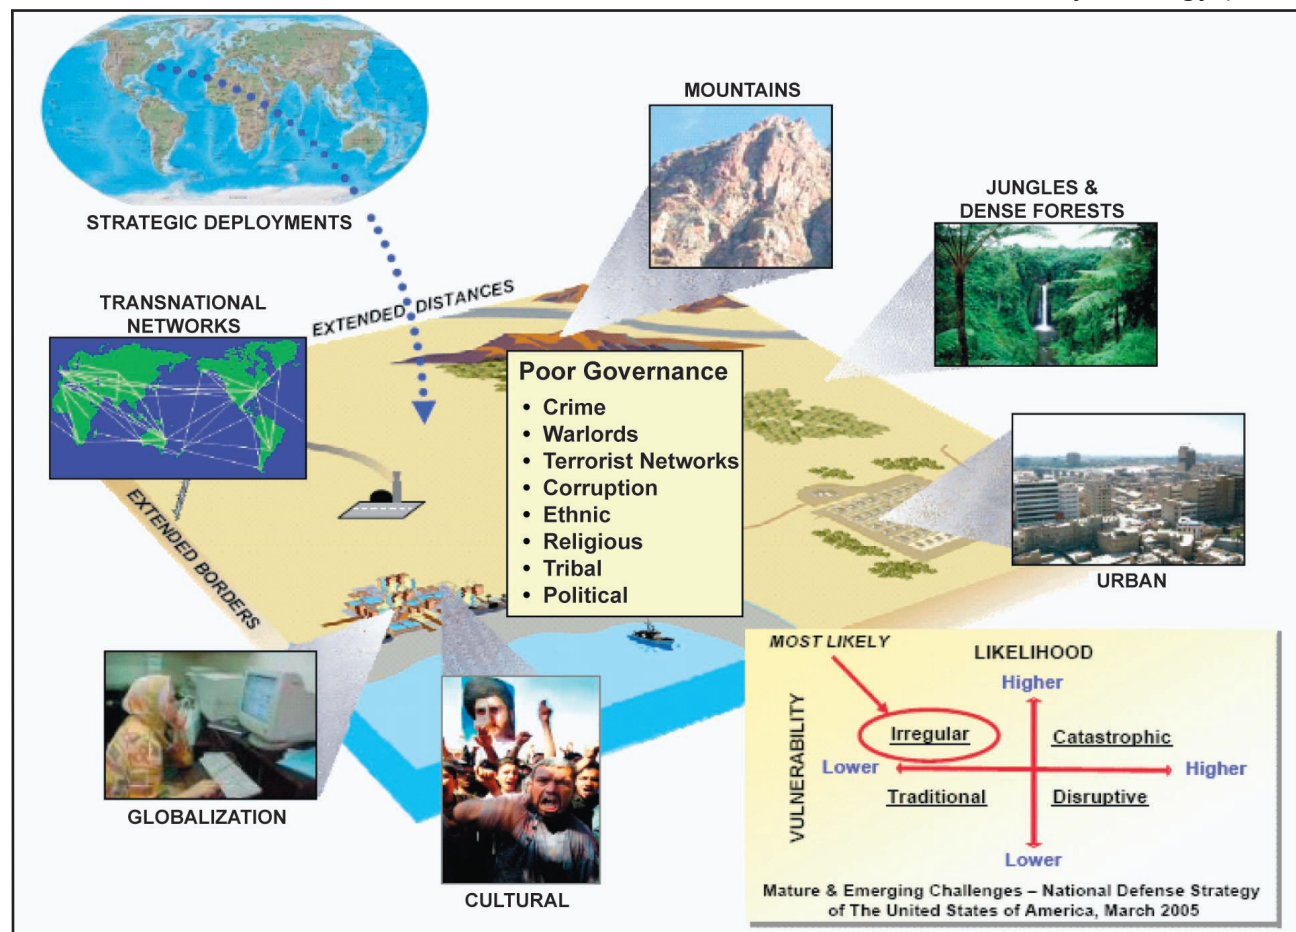 STRATEGIC DEPLOYMENTS
MOUNTAINS
JUNGLES &
DENSE FORESTS
TRANSNATIONAL
NETWORKS
EXTENDED DISTANCES
EXTENDED BORDERS
Poor Governance
• Crime
• Warlords
• Terrorist Networks
• Corruption
• Ethnic
• Religious
• Tribal
• Political
URBAN
GLOBALIZATION
CULTURAL
MOST LIKELY
LIKELIHOOD
Higher
VULNERABILITY
Irregular
Catastrophic
Lower
Higher
Traditional
Disruptive
Lower
Mature & Emerging Challenges – National Defense Strategy
of The United States of America, March 2005